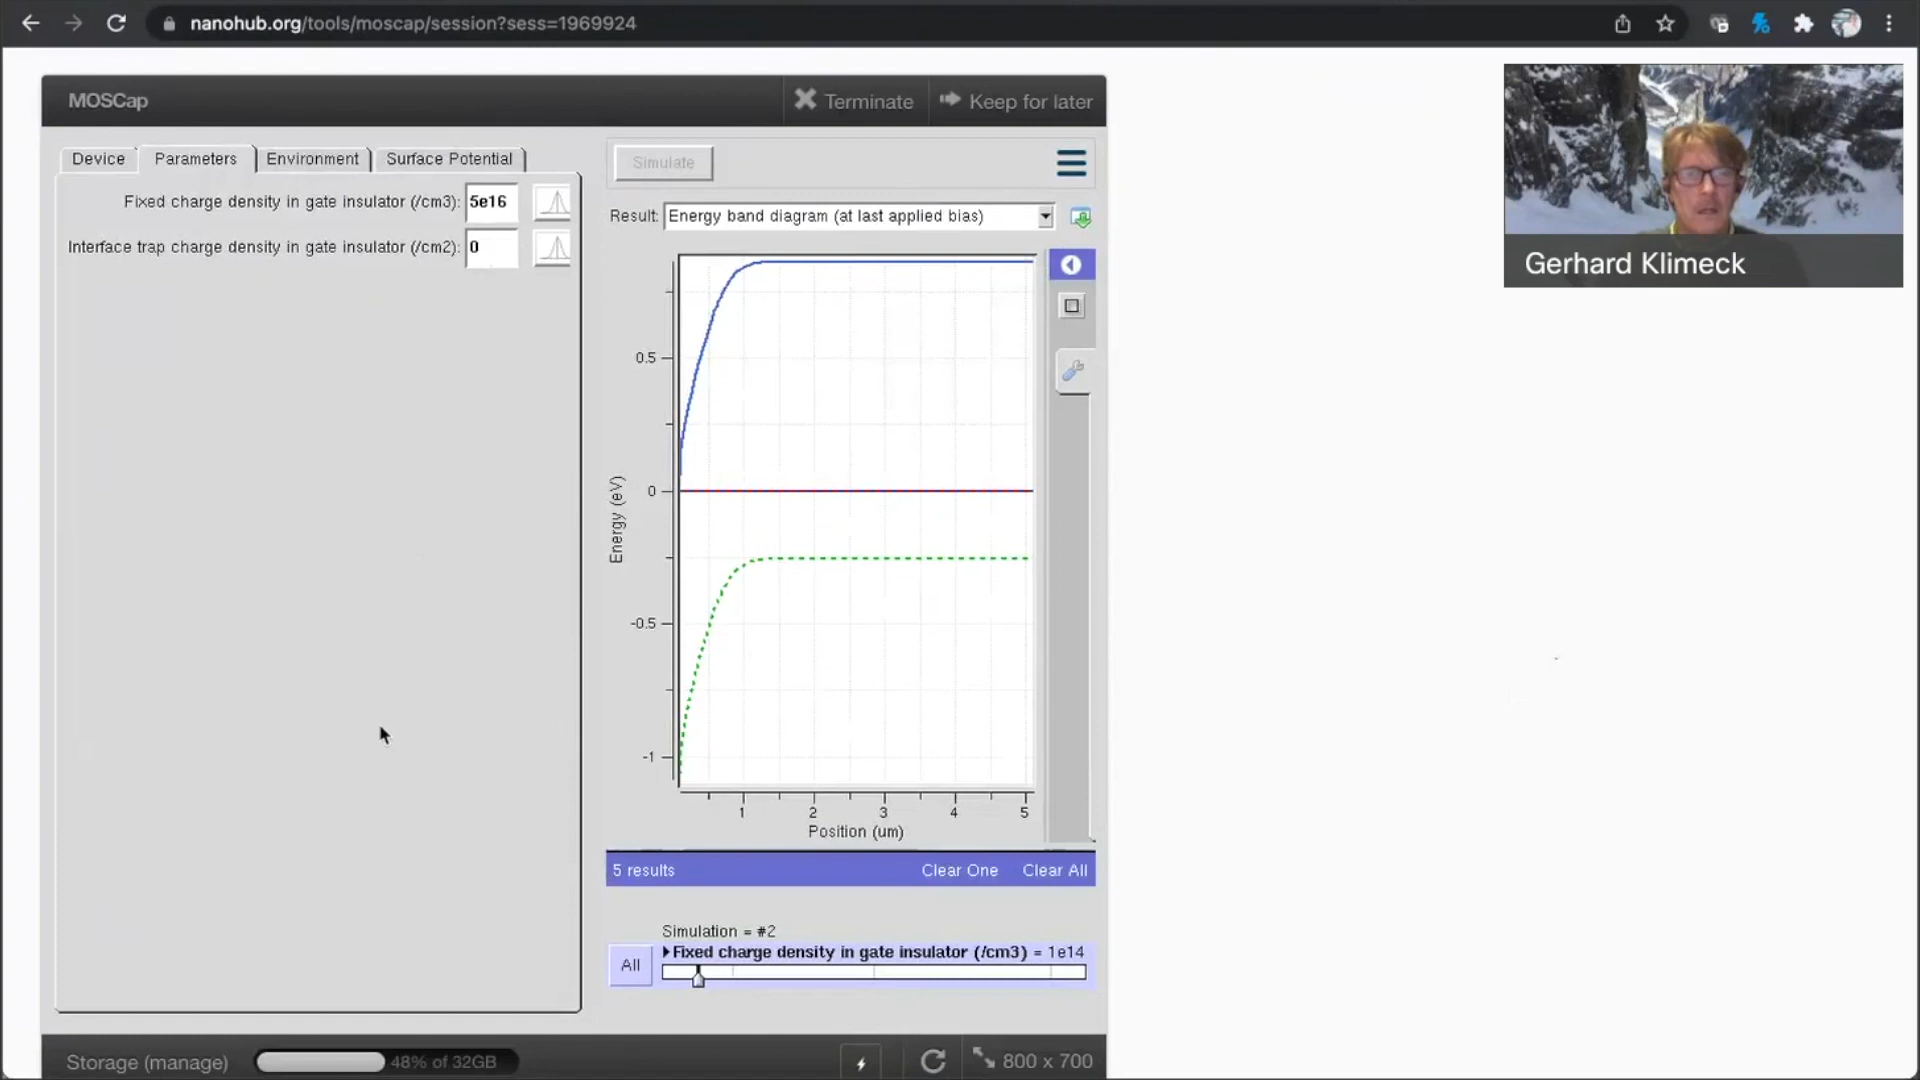 nanohub.org/tools/moscap/session?sess=1969924
MOSCap
Terminate
Keep for later
Device
Parameters
Environment
Surface Potential
Fixed charge density in gate insulator (/cm3): 5e16
Interface trap charge density in gate insulator (/cm2): 0
Simulate
Result: Energy band diagram (at last applied bias)
0.5
0
-0.5
-1
Energy (eV)
1 2 3 4 5
Position (um)
5 results
Clear One
Clear All
Simulation = #2
All
Fixed charge density in gate insulator (/cm3) = 1e14
Storage (manage)
48% of 32GB
800 x 700
Gerhard Klimeck